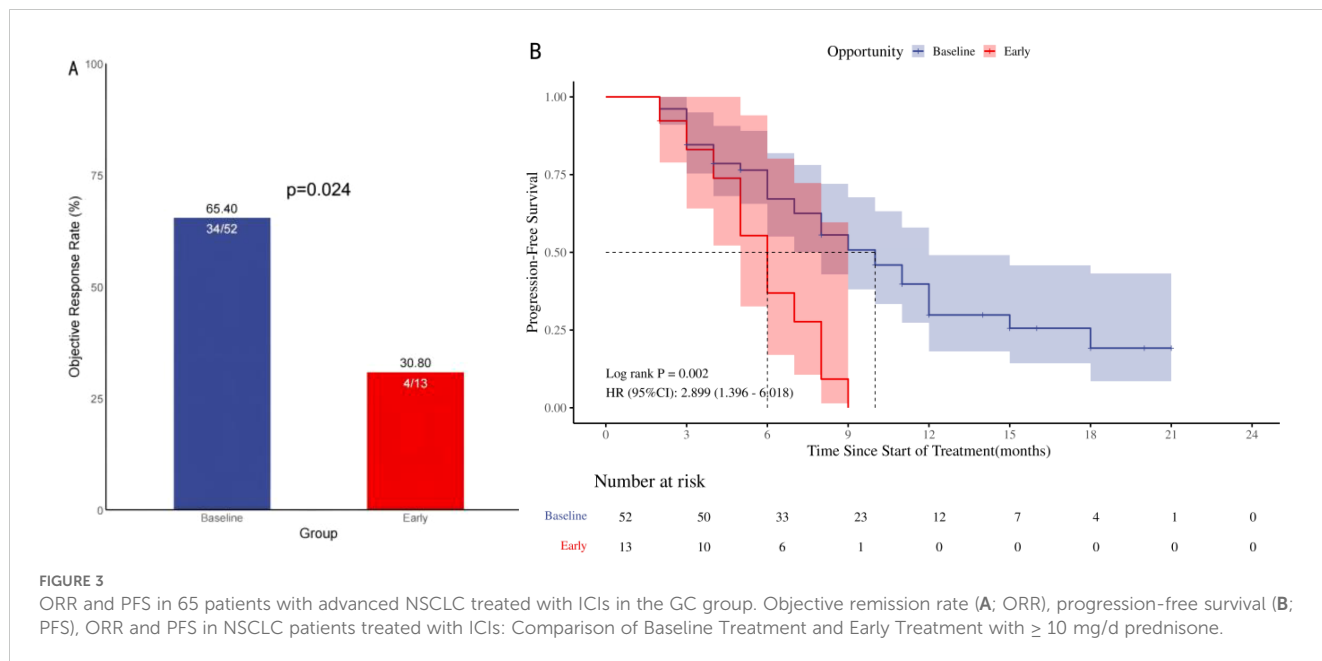 A
100
75
50
25
0
Objective Response Rate (%)
p=0.024
65.40
34/52
30.80
4/13
Baseline
Early
Group
B
Opportunity Baseline Early
1.00
0.75
0.50
0.25
0.00
Progression-Free Survival
Log rank P = 0.002
HR (95%CI): 2.899 (1.396 - 6.018)
0 3 6 9 12 15 18 21 24
Time Since Start of Treatment(months)
Number at risk
Baseline 52 50 33 23 12 7 4 1 0
Early 13 10 6 1 0 0 0 0 0
FIGURE 3
ORR and PFS in 65 patients with advanced NSCLC treated with ICIs in the GC group. Objective remission rate (A; ORR), progression-free survival (B;
PFS), ORR and PFS in NSCLC patients treated with ICIs: Comparison of Baseline Treatment and Early Treatment with ≥ 10 mg/d prednisone.